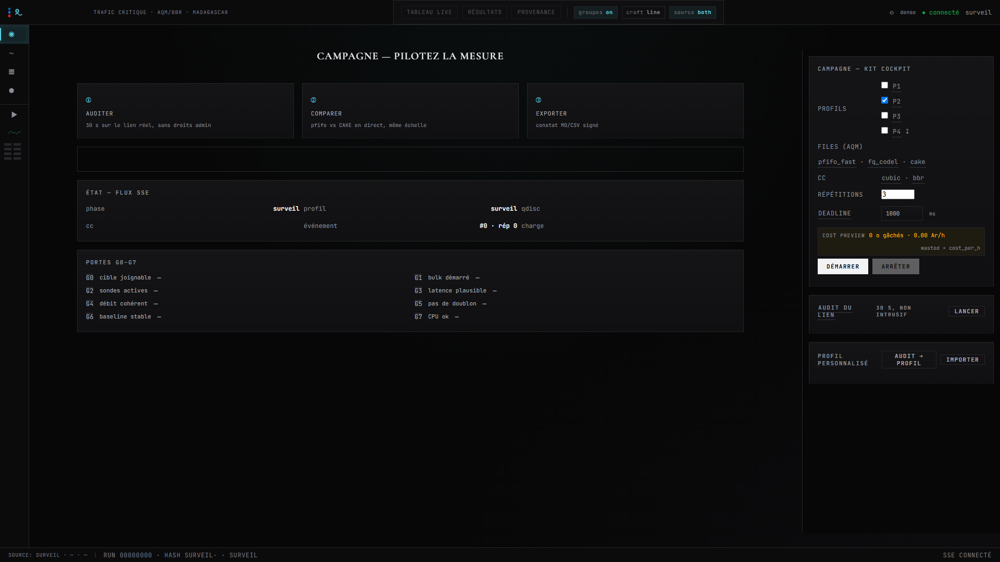 TRAFIC CRITIQUE · AQM/BBR · MADAGASCAR
TABLEAU LIVE
RÉSULTATS
PROVENANCE
groupes on
craft line
source both
dense
connecté
surveil
CAMPAGNE — PILOTEZ LA MESURE
①
AUDITER
30 s sur le lien réel, sans droits admin
②
COMPARER
pfifo vs CAKE en direct, même échelle
③
EXPORTER
constat MD/CSV signé
ÉTAT — FLUX SSE
phase surveil profil surveil qdisc
cc événement #0 · rép 0 charge
PORTES G0–G7
G0 cible joignable —
G1 bulk démarré —
G2 sondes actives —
G3 latence plausible —
G4 débit cohérent —
G5 pas de doublon —
G6 baseline stable —
G7 CPU ok —
CAMPAGNE — KIT COCKPIT
PROFILS
P1
P2
P3
P4 ↧
FILES (AQM)
pfifo_fast · fq_codel · cake
CC cubic · bbr
RÉPÉTITIONS 3
DEADLINE 1000 ms
COST PREVIEW 0 o gâchés · 0.00 Ar/h
wasted × cost_per_h
DÉMARRER
ARRÊTER
AUDIT DU
LIEN
30 S, NON
INTRUSIF
LANCER
PROFIL
PERSONNALISÉ
AUDIT →
PROFIL
IMPORTER
SOURCE: SURVEIL · — · —
RUN 00000000 · HASH SURVEIL· · SURVEIL
SSE CONNECTÉ